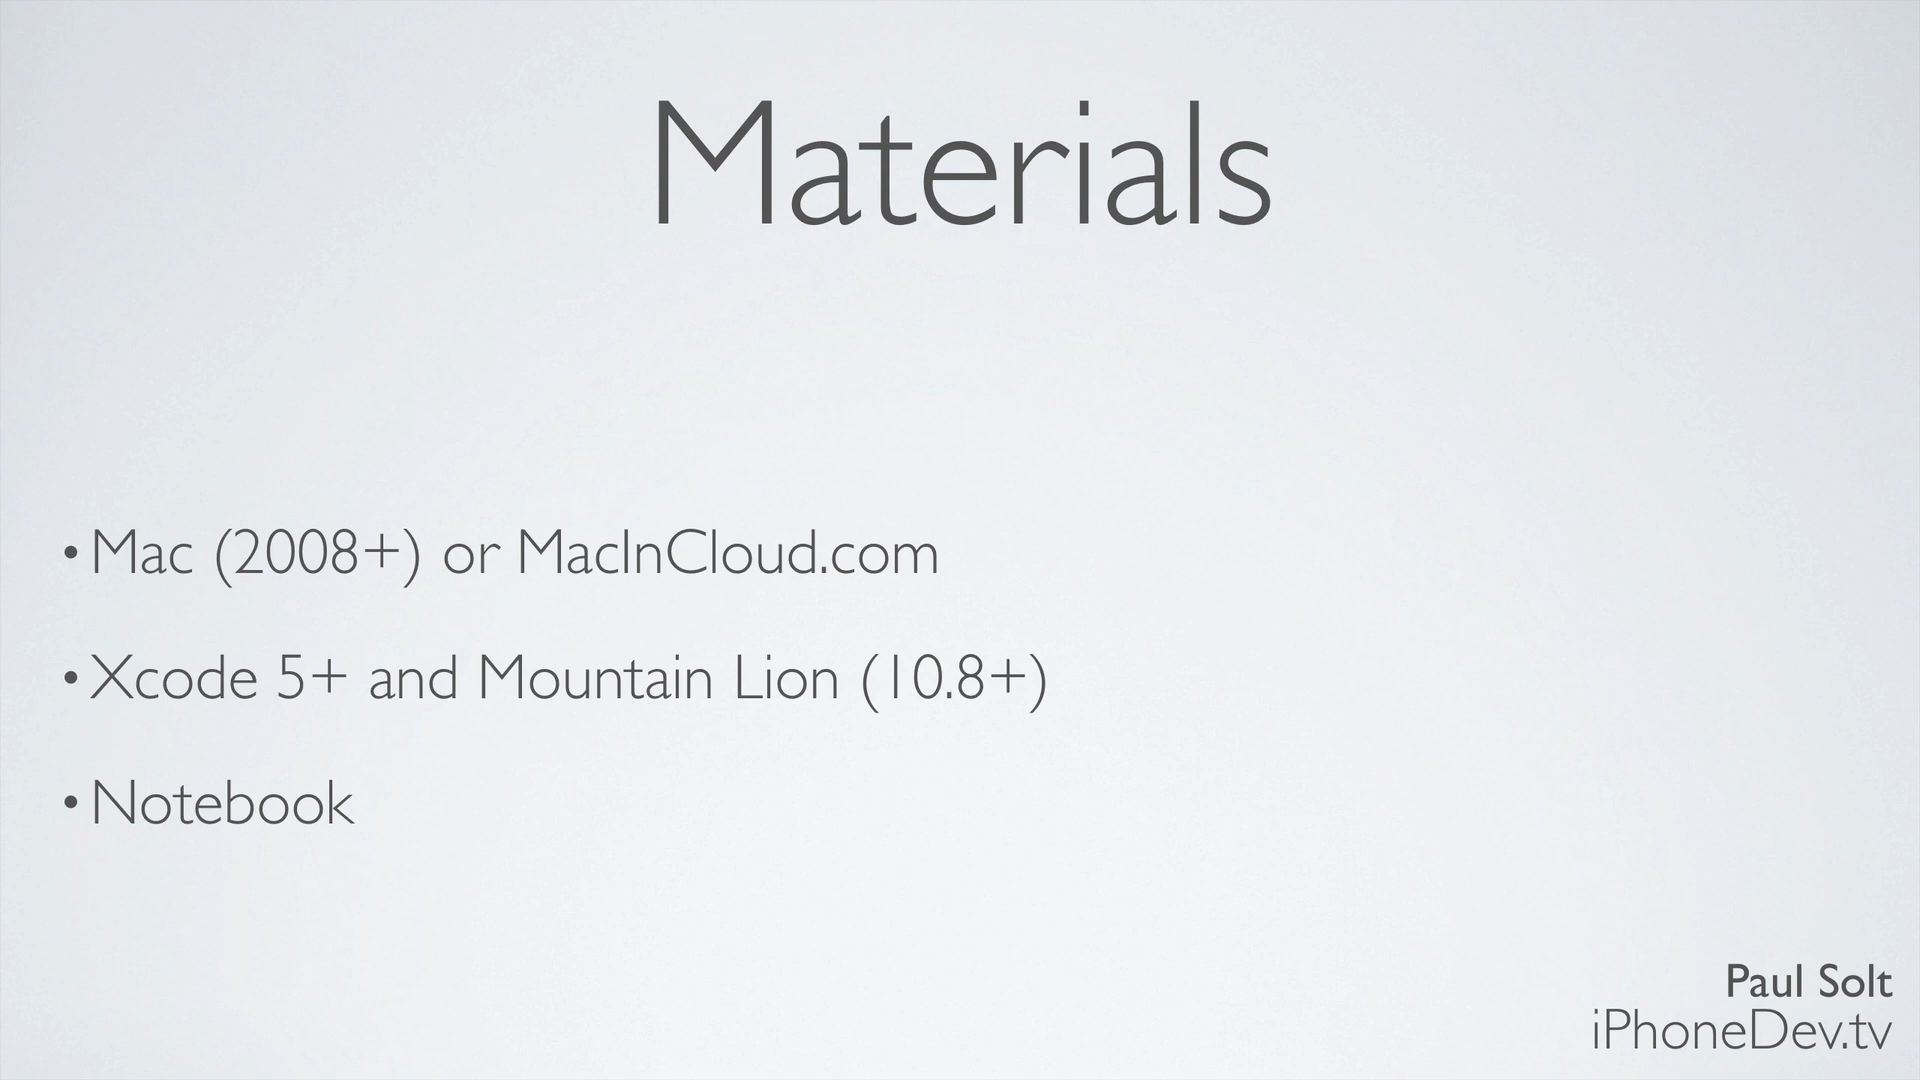 Materials
• Mac (2008+) or MacInCloud.com
• Xcode 5+ and Mountain Lion (10.8+)
• Notebook
Paul Solt
iPhoneDev.tv